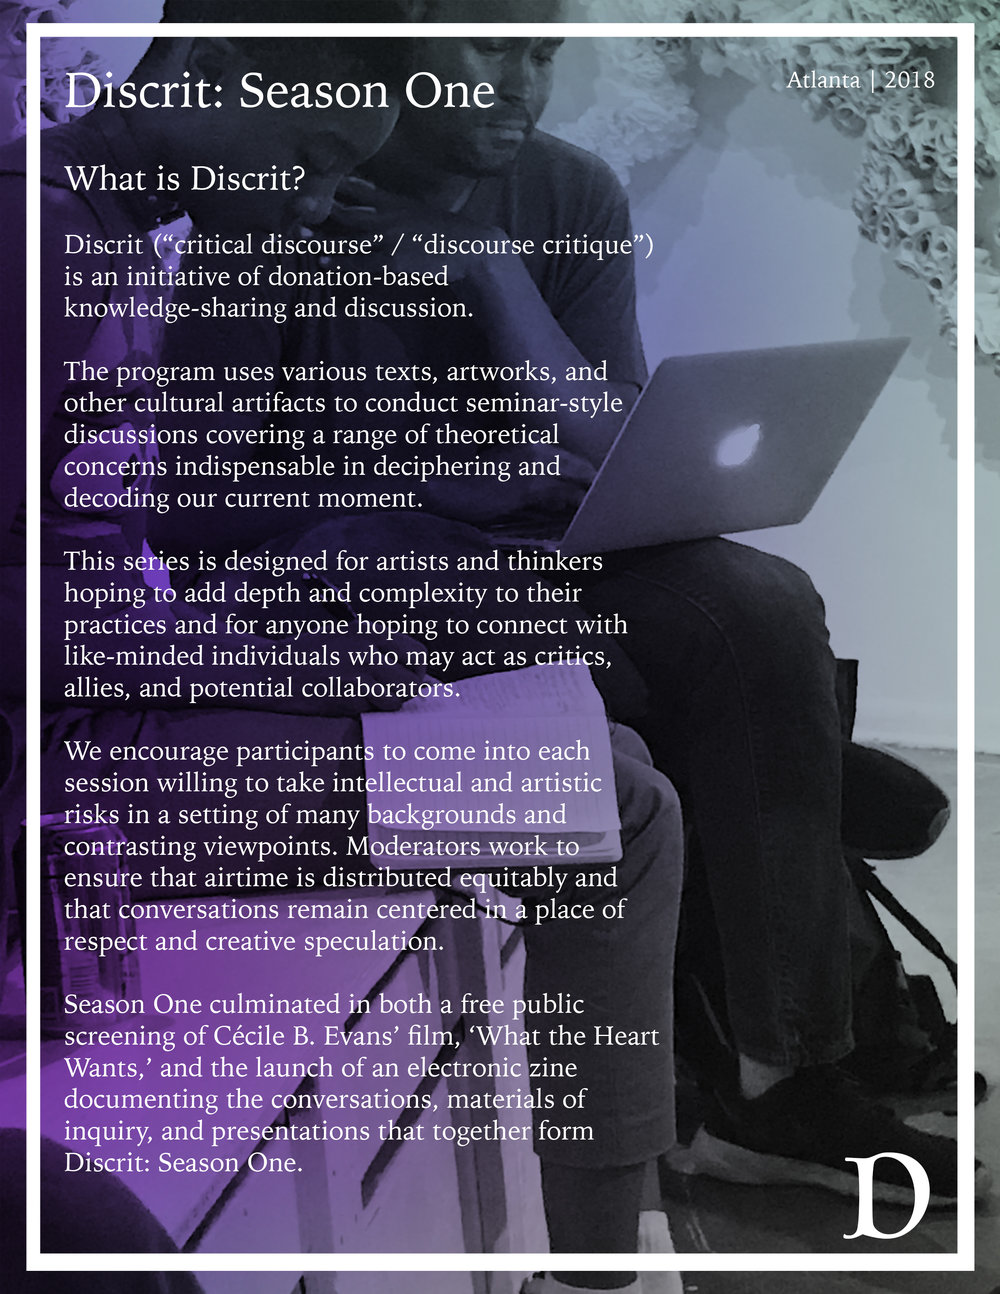 Discrit: Season One
Atlanta | 2018
What is Discrit?
Discrit (“critical discourse” / “discourse critique”)
is an initiative of donation-based
knowledge-sharing and discussion.
The program uses various texts, artworks, and
other cultural artifacts to conduct seminar-style
discussions covering a range of theoretical
concerns indispensable in deciphering and
decoding our current moment.
This series is designed for artists and thinkers
hoping to add depth and complexity to their
practices and for anyone hoping to connect with
like-minded individuals who may act as critics,
allies, and potential collaborators.
We encourage participants to come into each
session willing to take intellectual and artistic
risks in a setting of many backgrounds and
contrasting viewpoints. Moderators work to
ensure that airtime is distributed equitably and
that conversations remain centered in a place of
respect and creative speculation.
Season One culminated in both a free public
screening of Cécile B. Evans’ film, ‘What the Heart
Wants,’ and the launch of an electronic zine
documenting the conversations, materials of
inquiry, and presentations that together form
Discrit: Season One.
D